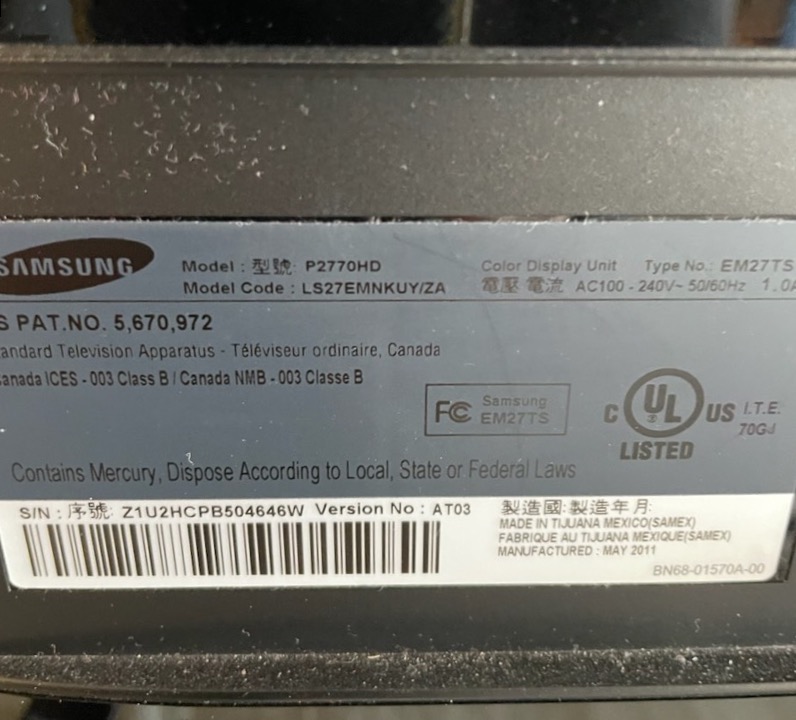 SAMSUNG
Model : 型號: P2770HD
Model Code : LS27EMNKUY/ZA
Color Display Unit Type No.: EM27TS
電壓 電流 AC100 - 240V~ 50/60Hz 1.0A
S PAT.NO. 5,670,972
andard Television Apparatus - Téléviseur ordinaire, Canada
anada ICES - 003 Class B / Canada NMB - 003 Classe B
FC Samsung
EM27TS
C UL US I.T.E.
70GJ
LISTED
Contains Mercury, Dispose According to Local, State or Federal Laws
S/N : 序號: Z1U2HCPB504646W Version No : AT03
製造國: 製造年月:
MADE IN TIJUANA MEXICO(SAMEX)
FABRIQUE AU TIJUANA MEXIQUE(SAMEX)
MANUFACTURED : MAY 2011
BN68-01570A-00